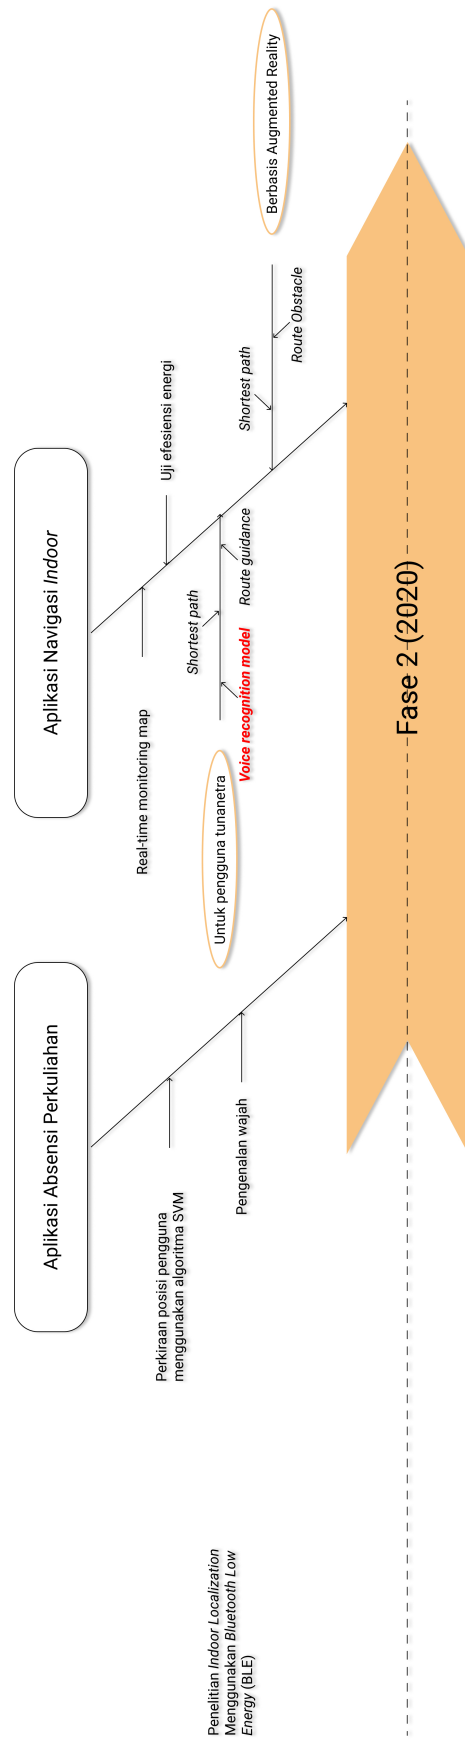 Penelitian Indoor Localization
Menggunakan Bluetooth Low
Energy (BLE)
Aplikasi Absensi Perkuliahan
Perkiraan posisi pengguna
menggunakan algoritma SVM
Pengenalan wajah
Aplikasi Navigasi Indoor
Real-time monitoring map
Uji efesiensi energi
Untuk pengguna tunanetra
Shortest path
Voice recognition model
Route guidance
Berbasis Augmented Reality
Shortest path
Route Obstacle
Fase 2 (2020)